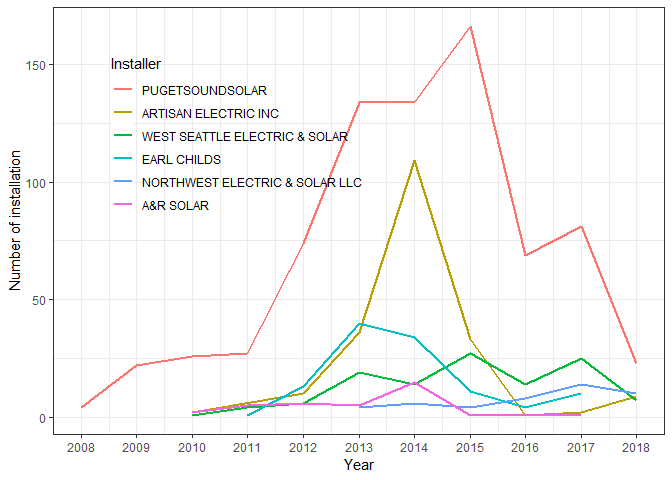 Installer
PUGETSOUNDSOLAR
ARTISAN ELECTRIC INC
WEST SEATTLE ELECTRIC & SOLAR
EARL CHILDS
NORTHWEST ELECTRIC & SOLAR LLC
A&R SOLAR
Number of installation
150
100
50
0
2008 2009 2010 2011 2012 2013 2014 2015 2016 2017 2018
Year